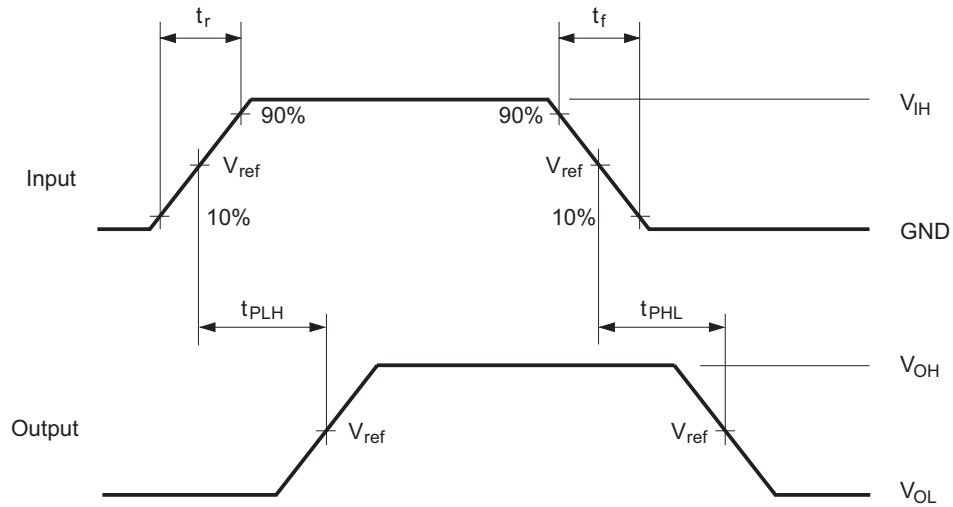 tr tf
VIH
90% 90%
Input Vref Vref
10% 10%
GND
tPLH tPHL
VOH
Output Vref Vref
VOL